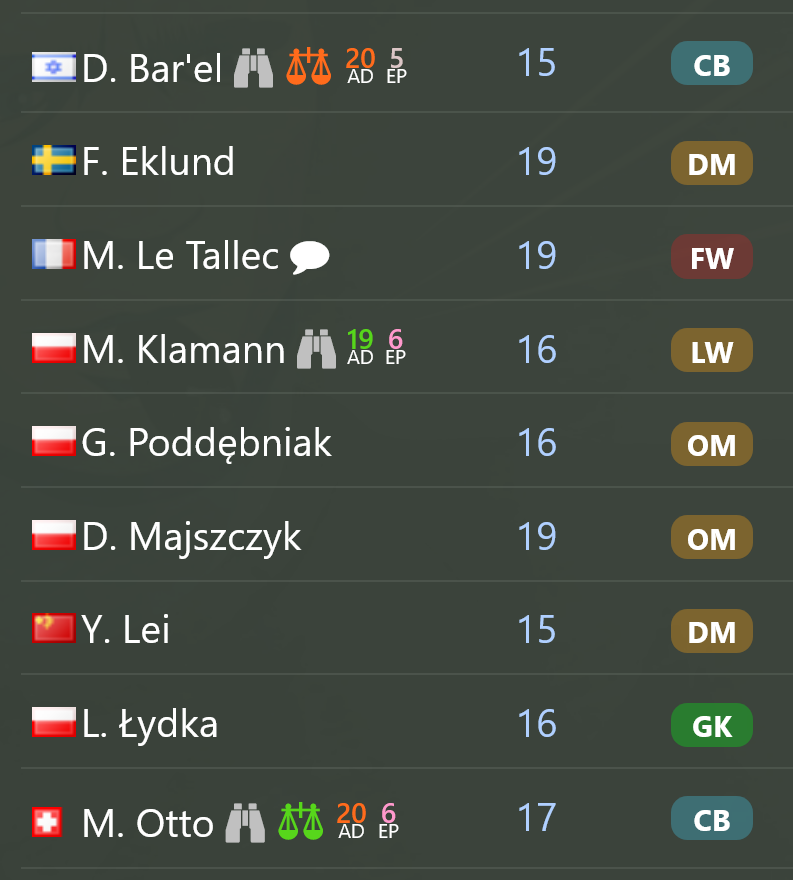 D. Bar'el 20 AD 5 EP 15 CB
F. Eklund 19 DM
M. Le Tallec 19 FW
M. Klamann 19 AD 6 EP 16 LW
G. Poddębniak 16 OM
D. Majszczyk 19 OM
Y. Lei 15 DM
L. Łydka 16 GK
M. Otto 20 AD 6 EP 17 CB